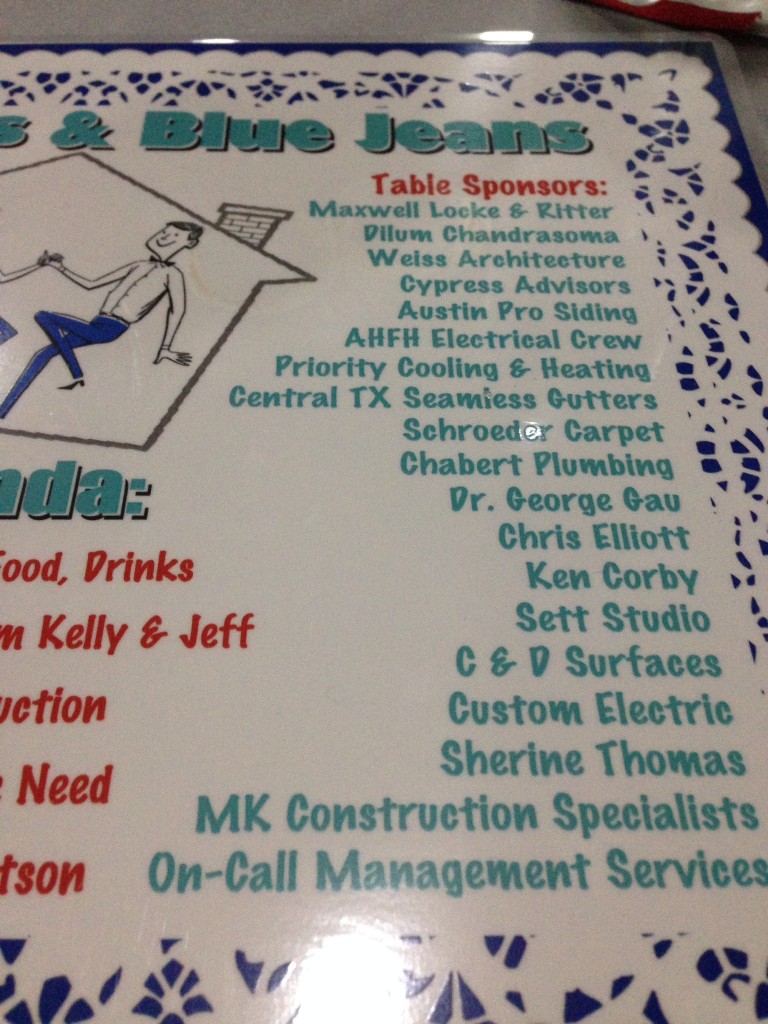 & Blue Jeans
Table Sponsors:
Maxwell Locke & Ritter
Dilum Chandrasoma
Weiss Architecture
Cypress Advisors
Austin Pro Siding
AHFH Electrical Crew
Priority Cooling & Heating
Central TX Seamless Gutters
Schroeder Carpet
Chabert Plumbing
Dr. George Gau
Chris Elliott
Ken Corby
Sett Studio
C & D Surfaces
Custom Electric
Sherine Thomas
MK Construction Specialists
On-Call Management Services
nda:
Food, Drinks
m Kelly & Jeff
uction
Need
tson